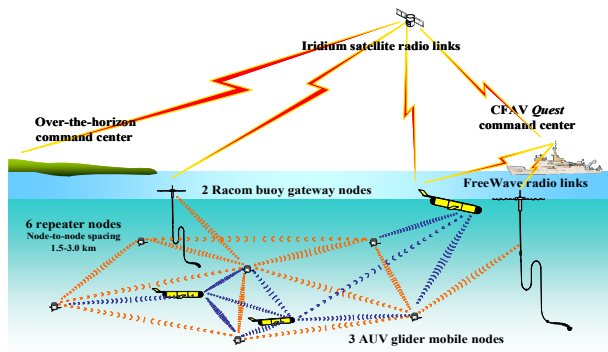 Iridium satellite radio links
Over-the-horizon
command center
CFAV Quest
command center
FreeWave radio links
2 Racom buoy gateway nodes
6 repeater nodes
Node-to-node spacing
1.5-3.0 km
3 AUV glider mobile nodes